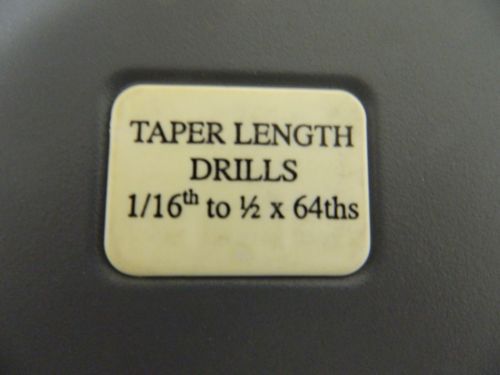 TAPER LENGTH
DRILLS
1/16th to ½ x 64ths